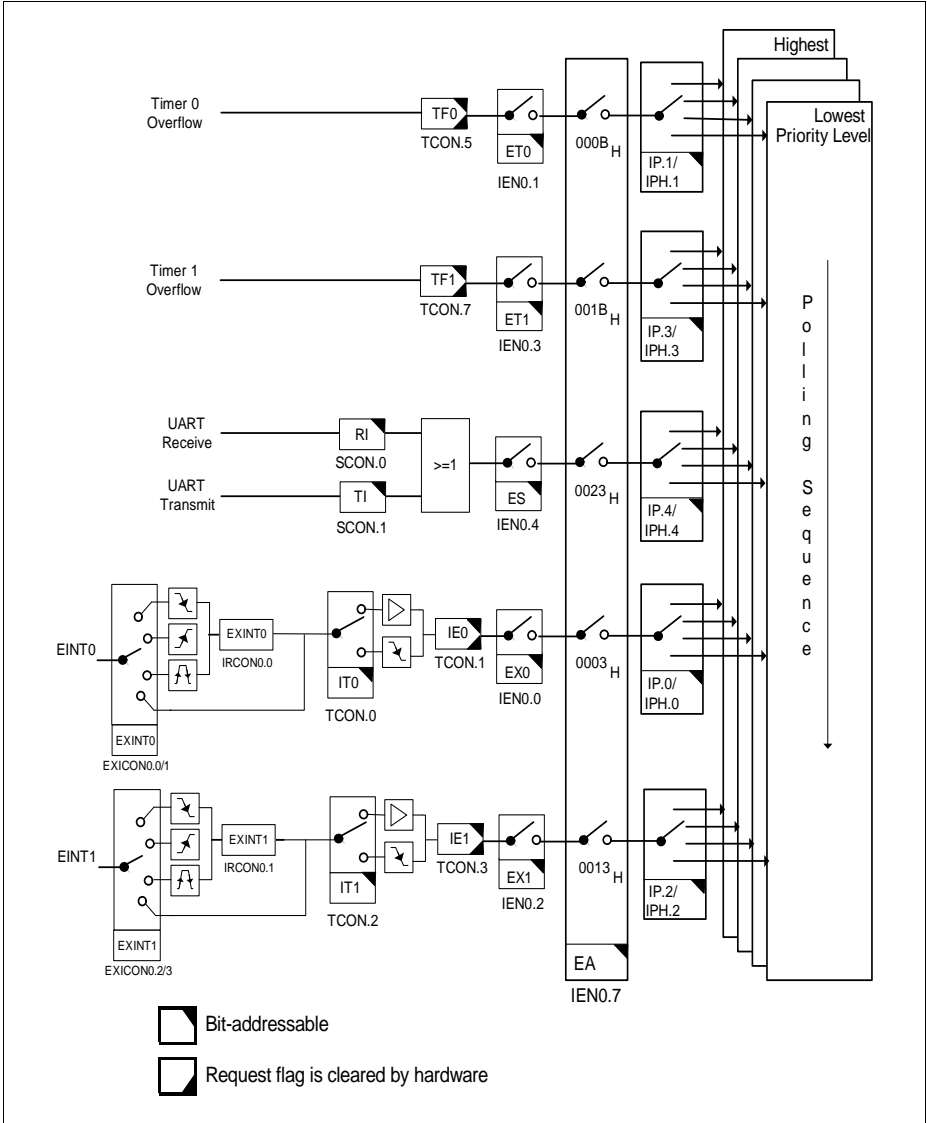 Highest
Lowest
Priority Level
Timer 0
Overflow
TF0
TCON.5
ET0
IEN0.1
000B H
IP.1/
IPH.1
Timer 1
Overflow
TF1
TCON.7
ET1
IEN0.3
001B H
IP.3/
IPH.3
UART
Receive
RI
SCON.0
UART
Transmit
TI
SCON.1
>=1
ES
IEN0.4
0023 H
IP.4/
IPH.4
EINT0
EXINT0
EXICON0.0/1
EXINT0
IRCON0.0
IT0
TCON.0
IE0
TCON.1
EX0
IEN0.0
0003 H
IP.0/
IPH.0
EINT1
EXINT1
EXICON0.2/3
EXINT1
IRCON0.1
IT1
TCON.2
IE1
TCON.3
EX1
IEN0.2
0013 H
IP.2/
IPH.2
EA
IEN0.7
Polling Sequence
Bit-addressable
Request flag is cleared by hardware